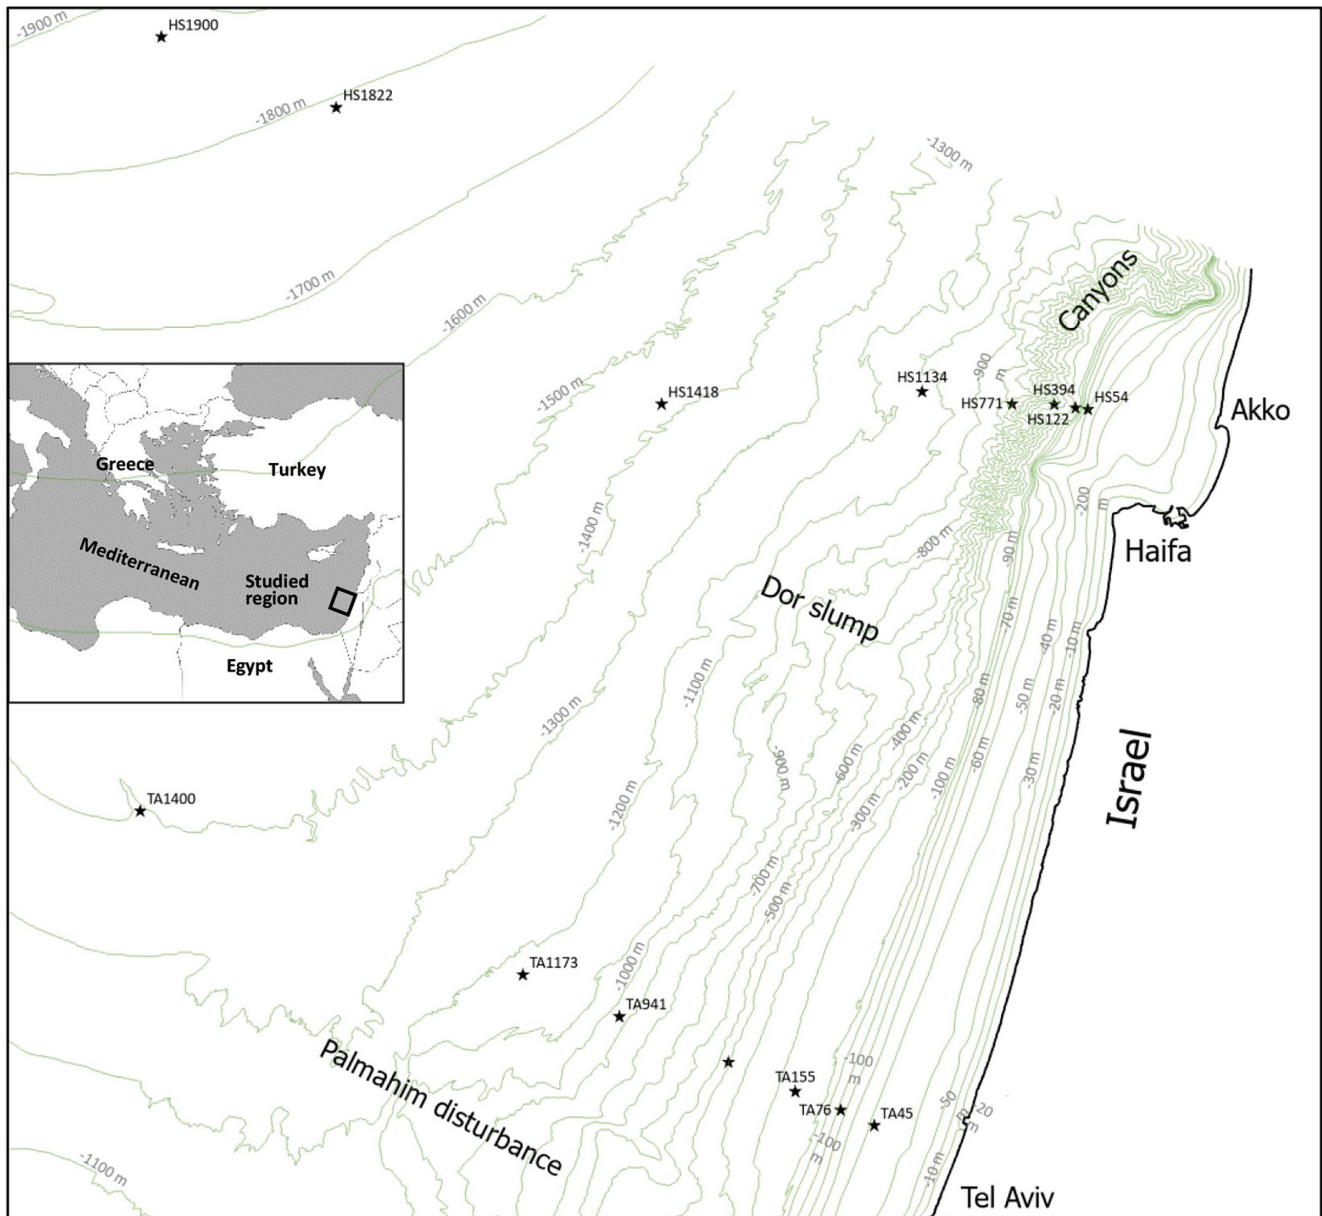 -1900 m
HS1900
HS1822
-1800 m
-1300 m
-1700 m
-1600 m
Canyons
-1500 m
HS1418
HS1134
-900
m
HS771
HS394
HS122
HS54
Akko
Greece
Turkey
Mediterranean
Studied
region
Egypt
-1400 m
-200
m
Haifa
-800 m
-90 m
Dor slump
-70 m
-40 m
-10 m
-1100 m
-80 m
-50 m
-20 m
-1300 m
-400 m
-900 m
-600 m
-200 m
-100 m
-60 m
-30 m
Israel
TA1400
-1200 m
-300 m
-700 m
-500 m
TA1173
-1000 m
TA941
Palmahim disturbance
-100
m
TA155
TA76
TA45
-50
m
20
m
-100
m
-1100 m
-10 m
Tel Aviv